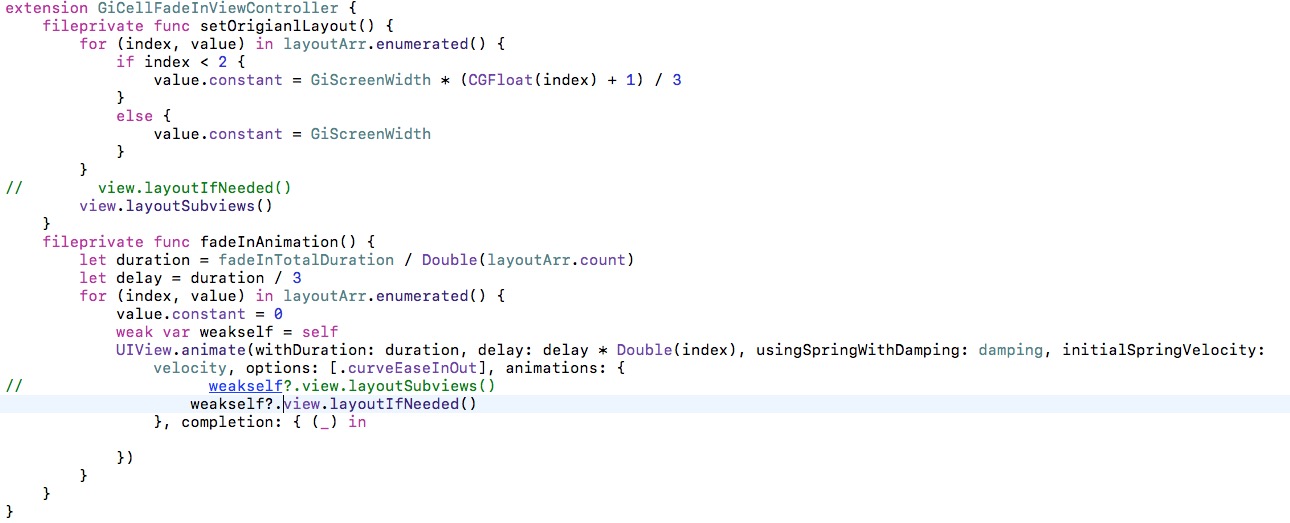 extension GiCellFadeInViewController {
    fileprivate func setOrigianlLayout() {
        for (index, value) in layoutArr.enumerated() {
            if index < 2 {
                value.constant = GiScreenWidth * (CGFloat(index) + 1) / 3
            }
            else {
                value.constant = GiScreenWidth
            }
        }
//        view.layoutIfNeeded()
        view.layoutSubviews()
    }
    fileprivate func fadeInAnimation() {
        let duration = fadeInTotalDuration / Double(layoutArr.count)
        let delay = duration / 3
        for (index, value) in layoutArr.enumerated() {
            value.constant = 0
            weak var weakself = self
            UIView.animate(withDuration: duration, delay: delay * Double(index), usingSpringWithDamping: damping, initialSpringVelocity:
                velocity, options: [.curveEaseInOut], animations: {
//                    weakself?.view.layoutSubviews()
                    weakself?.view.layoutIfNeeded()
                }, completion: { (_) in

            })
        }
    }
}